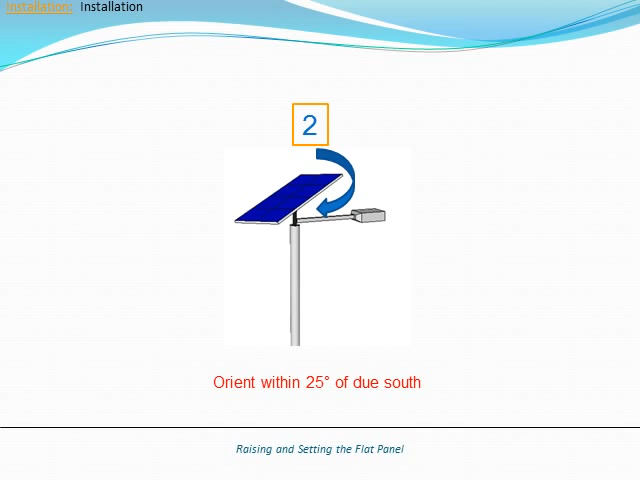 Installation: Installation
2
Orient within 25° of due south
Raising and Setting the Flat Panel